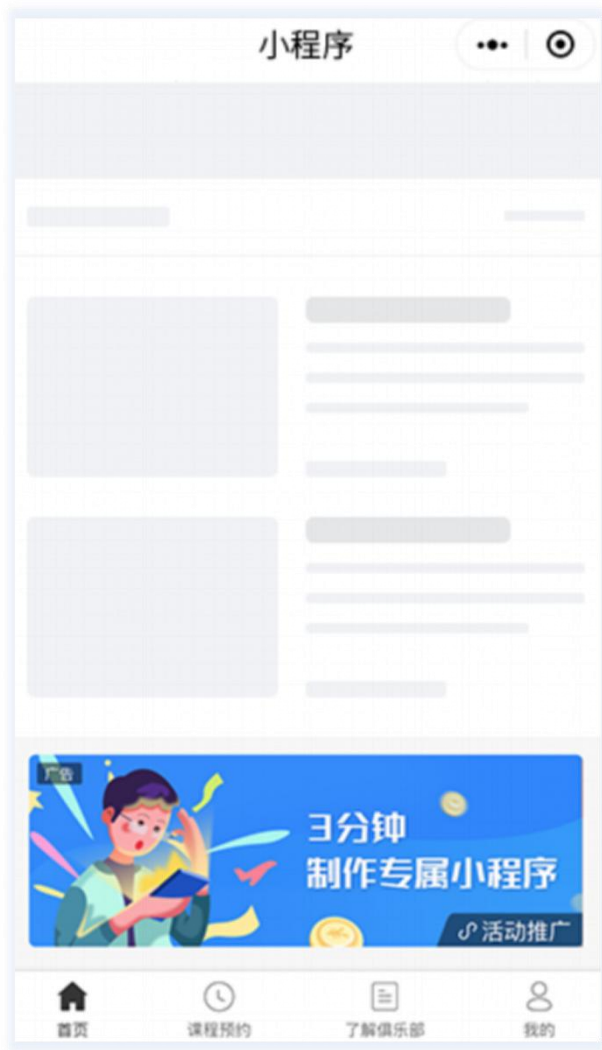 小程序
广告
3分钟
制作专属小程序
活动推广
首页
课程预约
了解俱乐部
我的